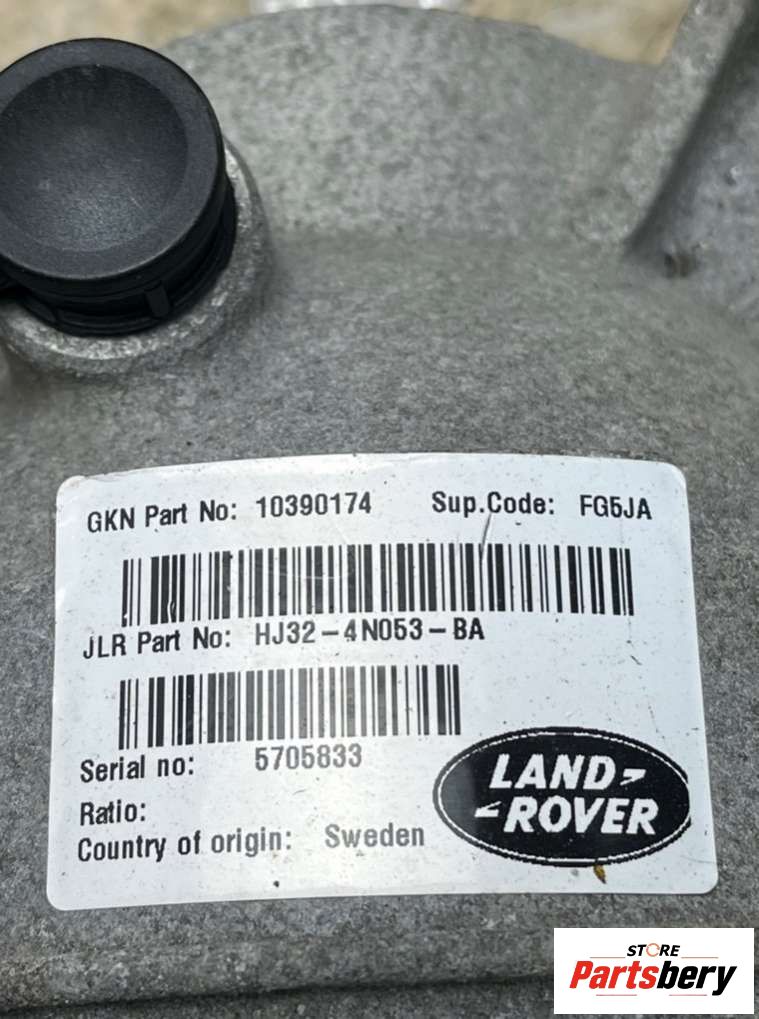 GKN Part No: 10390174 Sup.Code: FG5JA
JLR Part No: HJ32-4N053-BA
Serial no: 5705833
Ratio:
Country of origin: Sweden
LAND-
-ROVER
STORE
Partsbery